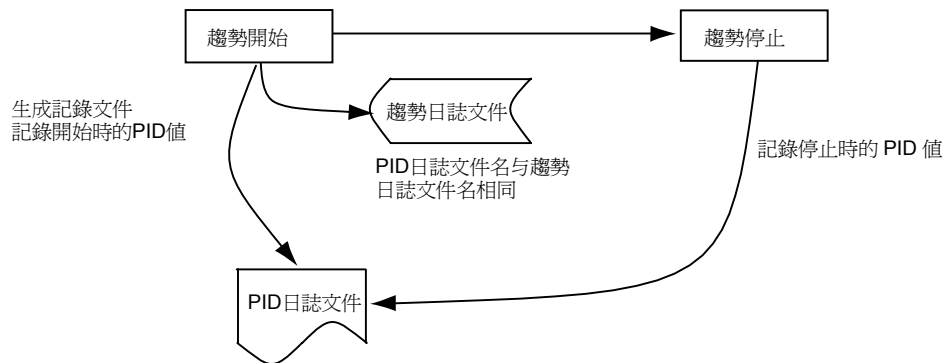 趨勢開始
趨勢停止
生成記錄文件
記錄開始時的PID值
趨勢日誌文件
記錄停止時的 PID 值
PID日誌文件名与趨勢
日誌文件名相同
PID日誌文件